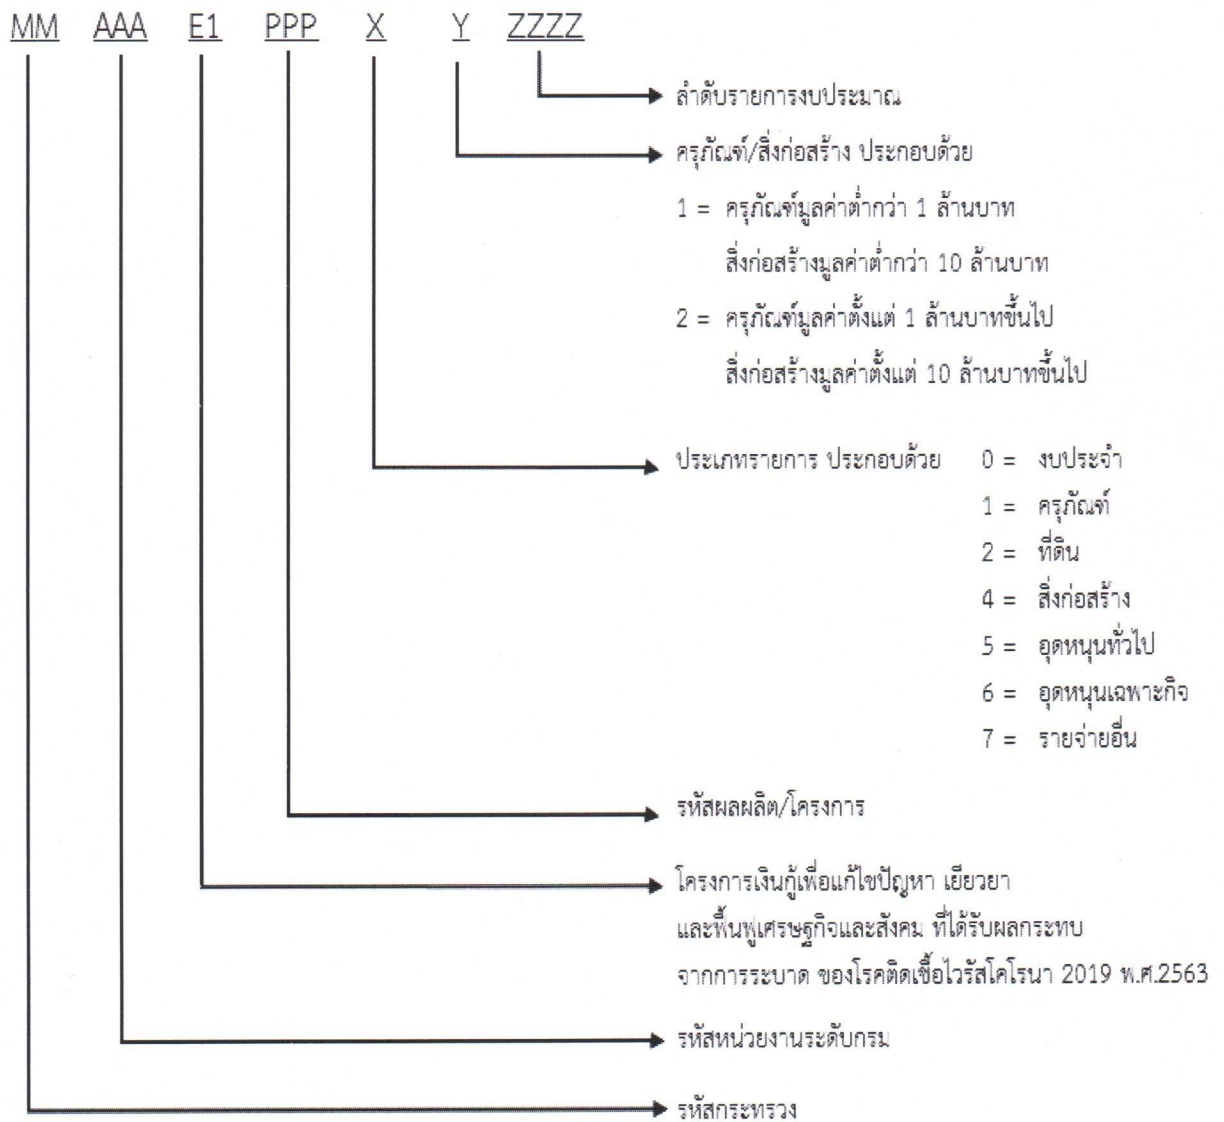 MM AAA E1 PPP X Y ZZZZ
ลำดับรายการงบประมาณ
ครุภัณฑ์/สิ่งก่อสร้าง ประกอบด้วย
1 = ครุภัณฑ์มูลค่าต่ำกว่า 1 ล้านบาท
สิ่งก่อสร้างมูลค่าต่ำกว่า 10 ล้านบาท
2 = ครุภัณฑ์มูลค่าตั้งแต่ 1 ล้านบาทขึ้นไป
สิ่งก่อสร้างมูลค่าตั้งแต่ 10 ล้านบาทขึ้นไป
ประเภทรายการ ประกอบด้วย 0 = งบประจำ
1 = ครุภัณฑ์
2 = ที่ดิน
4 = สิ่งก่อสร้าง
5 = อุดหนุนทั่วไป
6 = อุดหนุนเฉพาะกิจ
7 = รายจ่ายอื่น
รหัสผลผลิต/โครงการ
โครงการเงินกู้เพื่อแก้ไขปัญหา เยียวยา
และฟื้นฟูเศรษฐกิจและสังคม ที่ได้รับผลกระทบ
จากการระบาด ของโรคติดเชื้อไวรัสโคโรนา 2019 พ.ศ.2563
รหัสหน่วยงานระดับกรม
รหัสกระทรวง